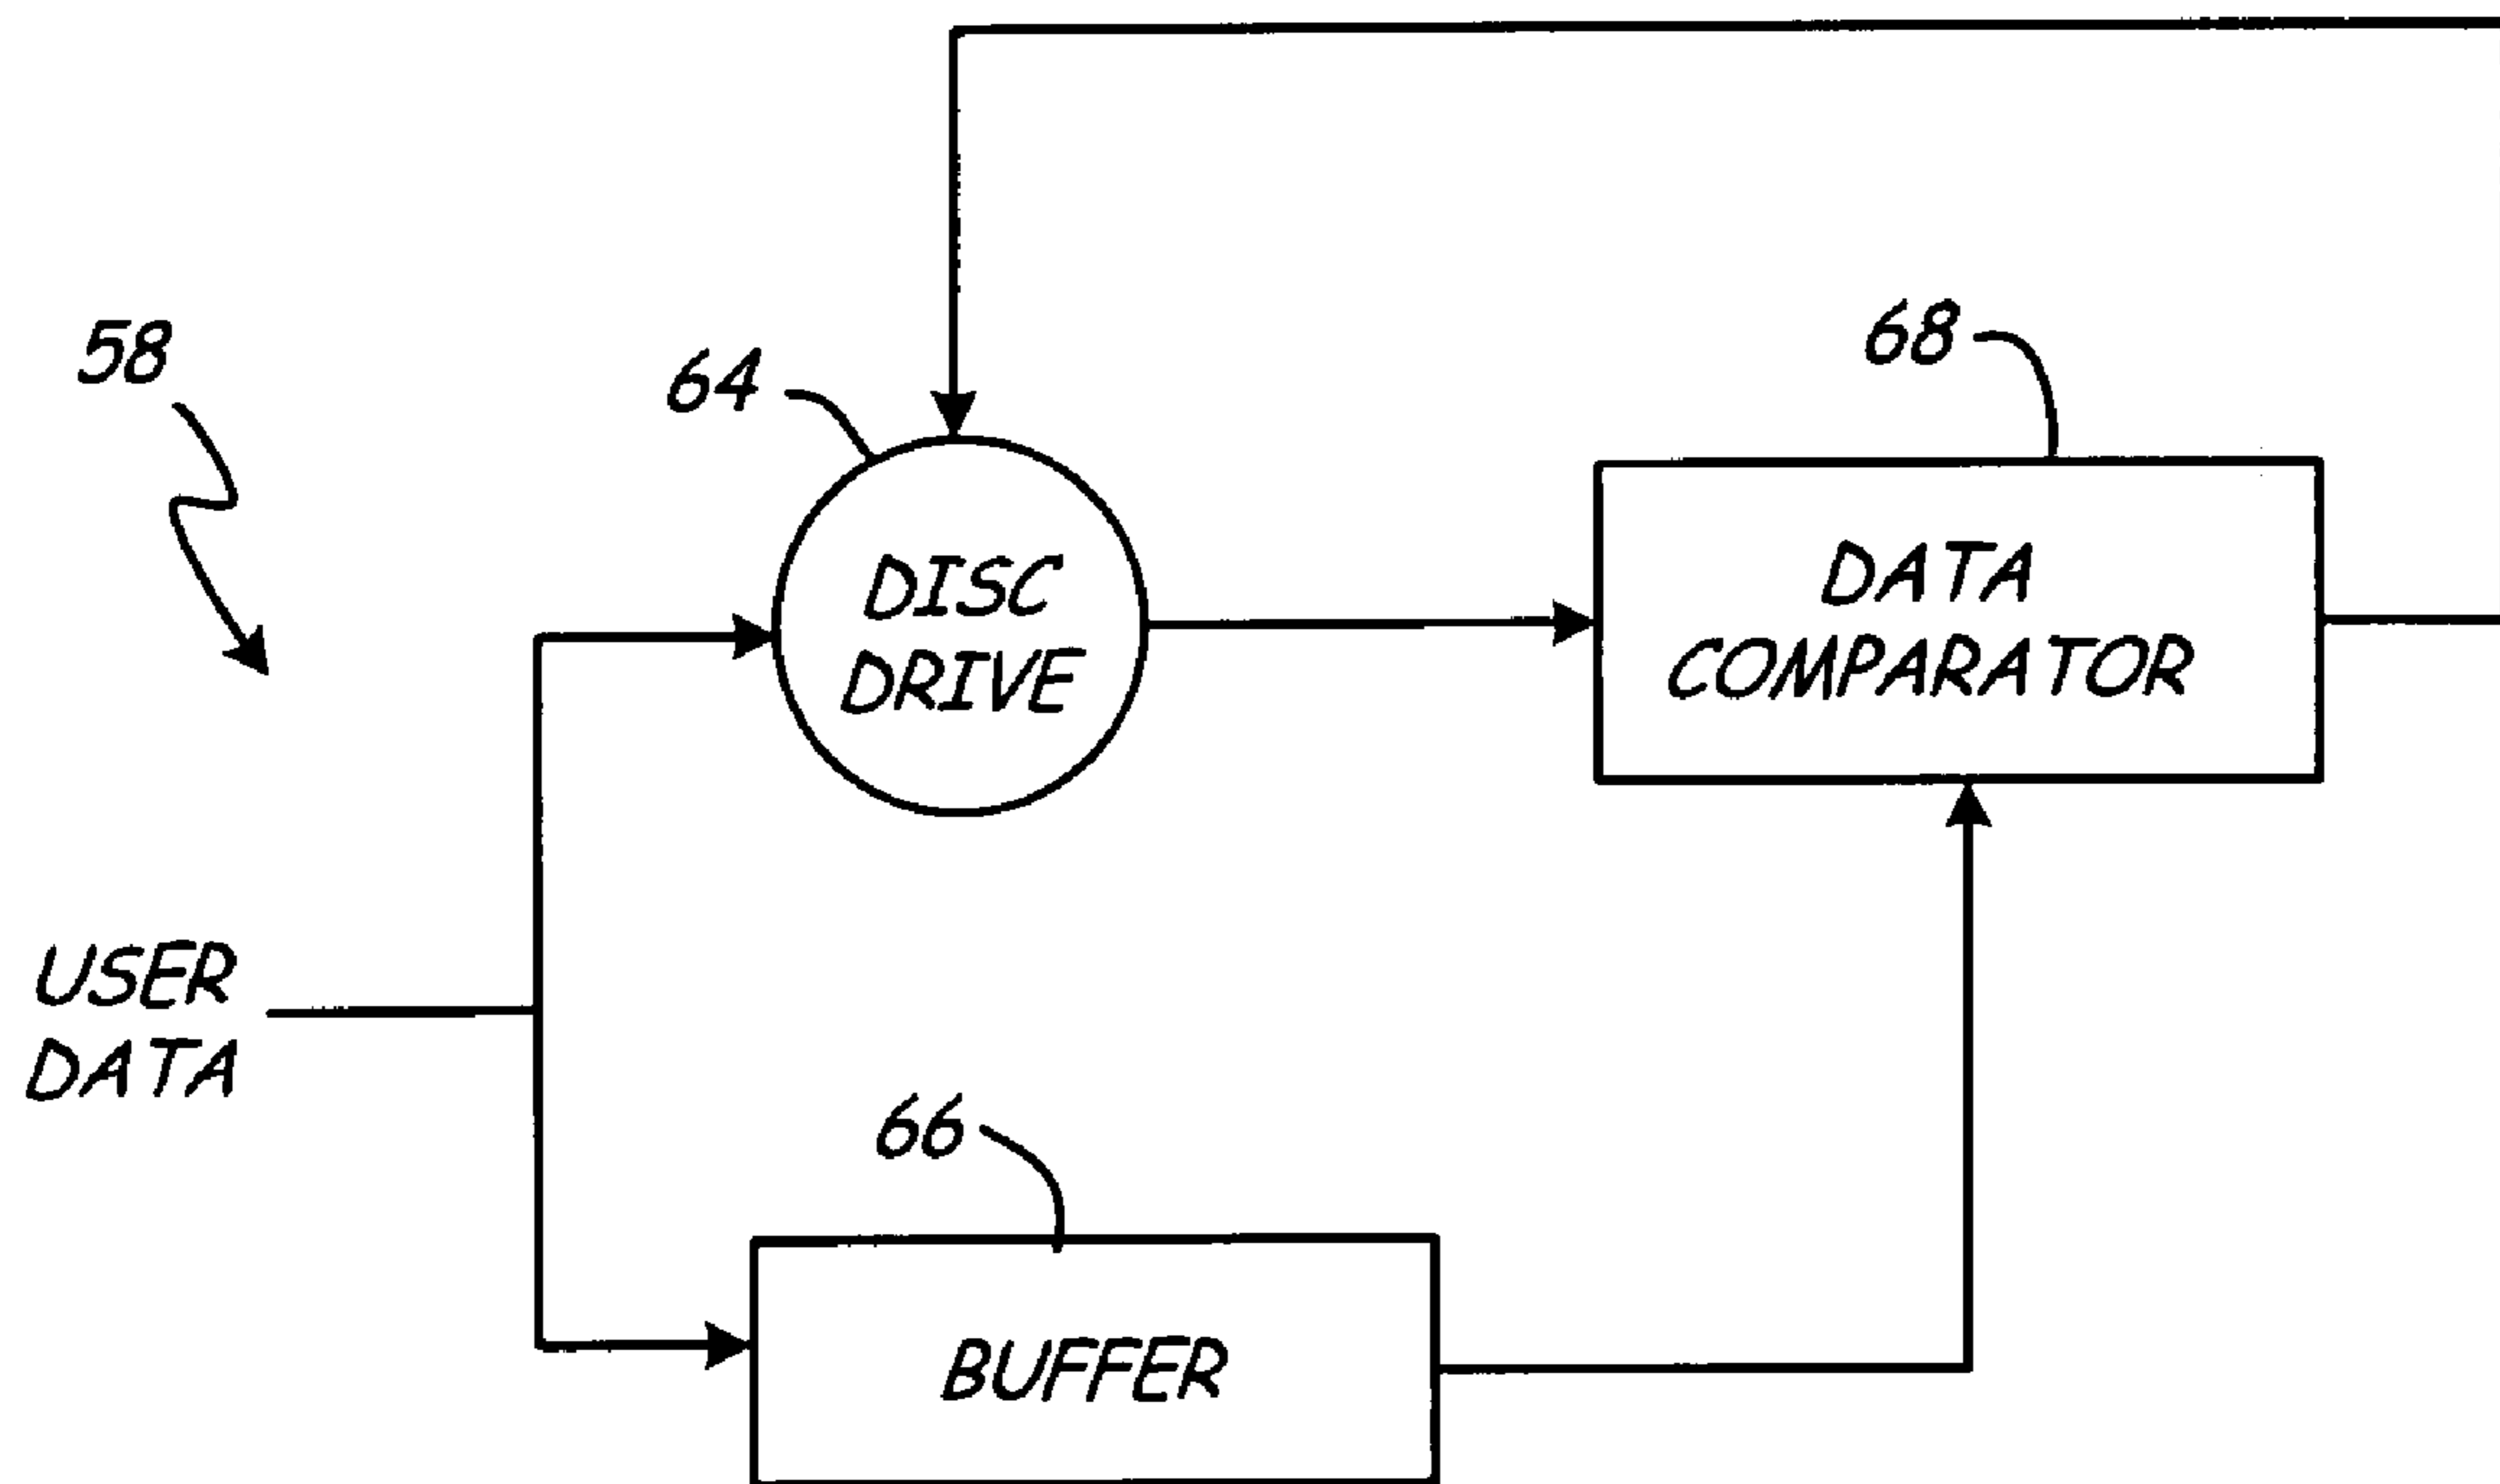 58
64
68
DISC
DRIVE
DATA
COMPARATOR
USER
DATA
66
BUFFER